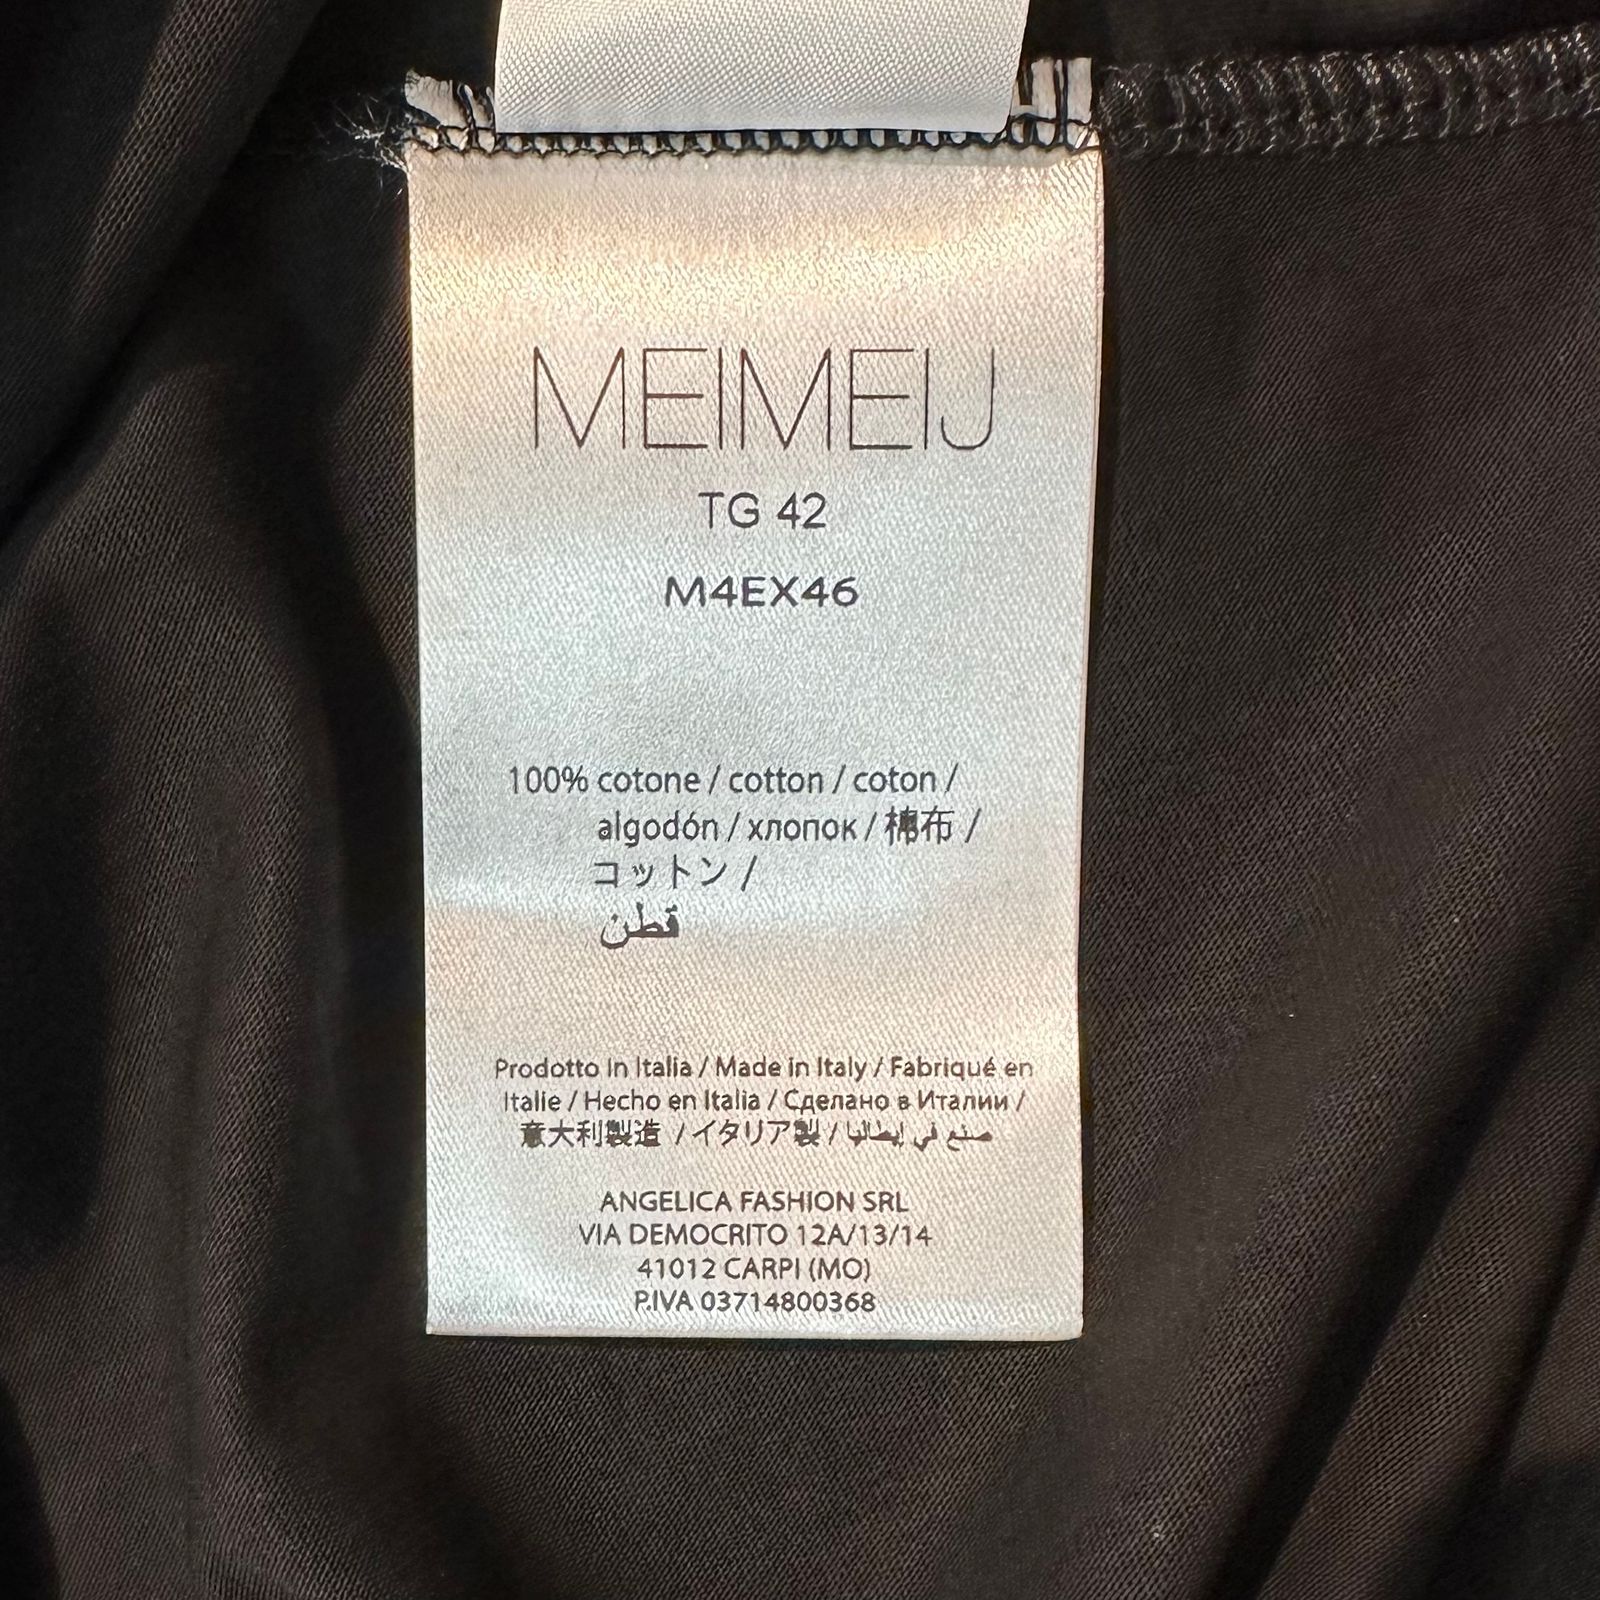 MEIMEIJ
TG 42
M4EX46
100% cotone / cotton / coton /
algodón / хлопок / 棉布 /
コットン /
قطن
Prodotto in Italia / Made in Italy / Fabriqué en
Italie / Hecho en Italia / Сделано в Италии /
意大利製造 / イタリア製 / صنع في إيطاليا
ANGELICA FASHION SRL
VIA DEMOCRITO 12A/13/14
41012 CARPI (MO)
P.IVA 03714800368